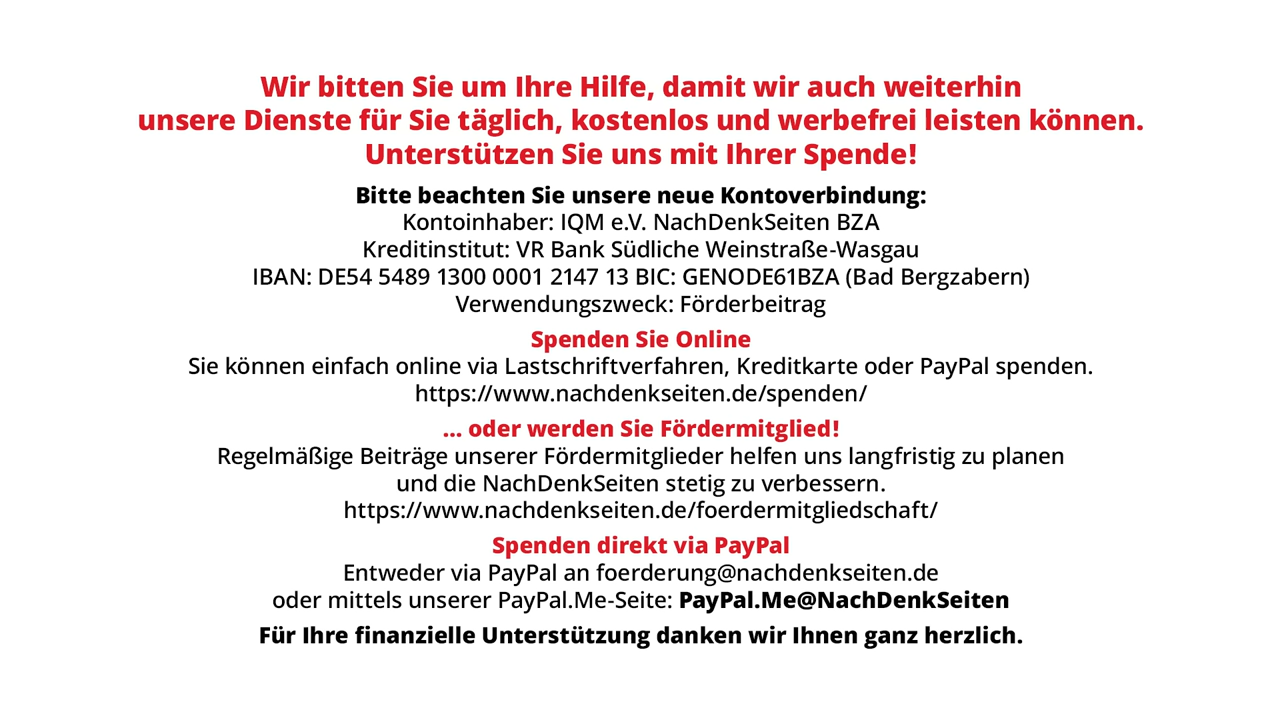 Wir bitten Sie um Ihre Hilfe, damit wir auch weiterhin
unsere Dienste für Sie täglich, kostenlos und werbefrei leisten können.
Unterstützen Sie uns mit Ihrer Spende!
Bitte beachten Sie unsere neue Kontoverbindung:
Kontoinhaber: IQM e.V. NachDenkSeiten BZA
Kreditinstitut: VR Bank Südliche Weinstraße-Wasgau
IBAN: DE54 5489 1300 0001 2147 13 BIC: GENODE61BZA (Bad Bergzabern)
Verwendungszweck: Förderbeitrag
Spenden Sie Online
Sie können einfach online via Lastschriftverfahren, Kreditkarte oder PayPal spenden.
https://www.nachdenkseiten.de/spenden/
... oder werden Sie Fördermitglied!
Regelmäßige Beiträge unserer Fördermitglieder helfen uns langfristig zu planen
und die NachDenkSeiten stetig zu verbessern.
https://www.nachdenkseiten.de/foerdermitgliedschaft/
Spenden direkt via PayPal
Entweder via PayPal an foerderung@nachdenkseiten.de
oder mittels unserer PayPal.Me-Seite: PayPal.Me@NachDenkSeiten
Für Ihre finanzielle Unterstützung danken wir Ihnen ganz herzlich.